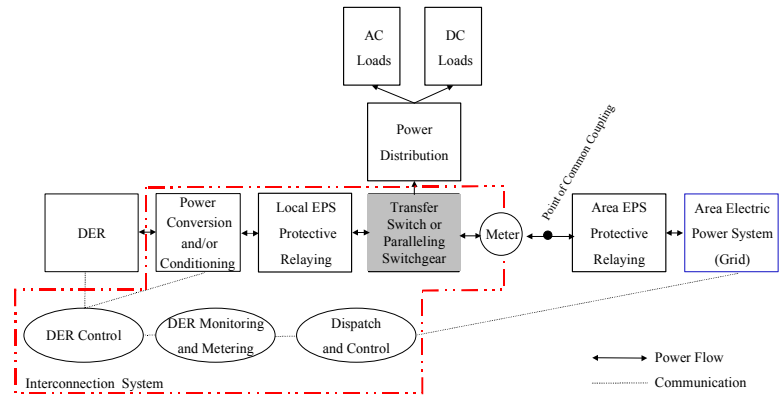 AC
Loads
DC
Loads
Power
Distribution
Point of Common Coupling
DER
Power
Conversion
and/or
Conditioning
Local EPS
Protective
Relaying
Transfer
Switch or
Paralleling
Switchgear
Meter
Area EPS
Protective
Relaying
Area Electric
Power System
(Grid)
DER Control
DER Monitoring
and Metering
Dispatch
and Control
Interconnection System
Power Flow
Communication